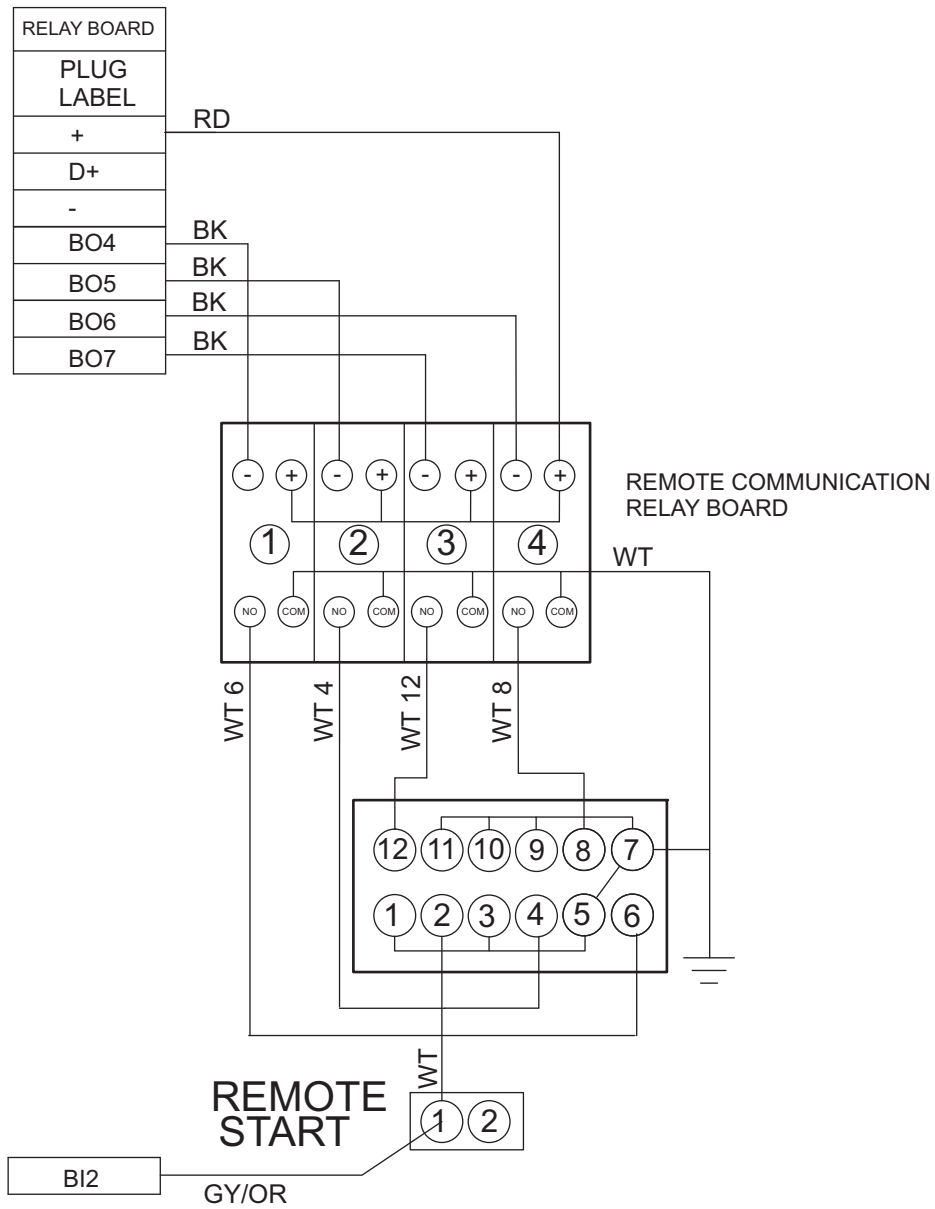 RELAY BOARD
PLUG
LABEL
+
D+
-
BO4
BO5
BO6
BO7
RD
BK
BK
BK
BK
- + - + - + - +
1 2 3 4
REMOTE COMMUNICATION
RELAY BOARD
WT
NO COM NO COM NO COM NO COM
WT 6
WT 4
WT 12
WT 8
12 11 10 9 8 7
1 2 3 4 5 6
WT
REMOTE
START
1 2
BI2
GY/OR